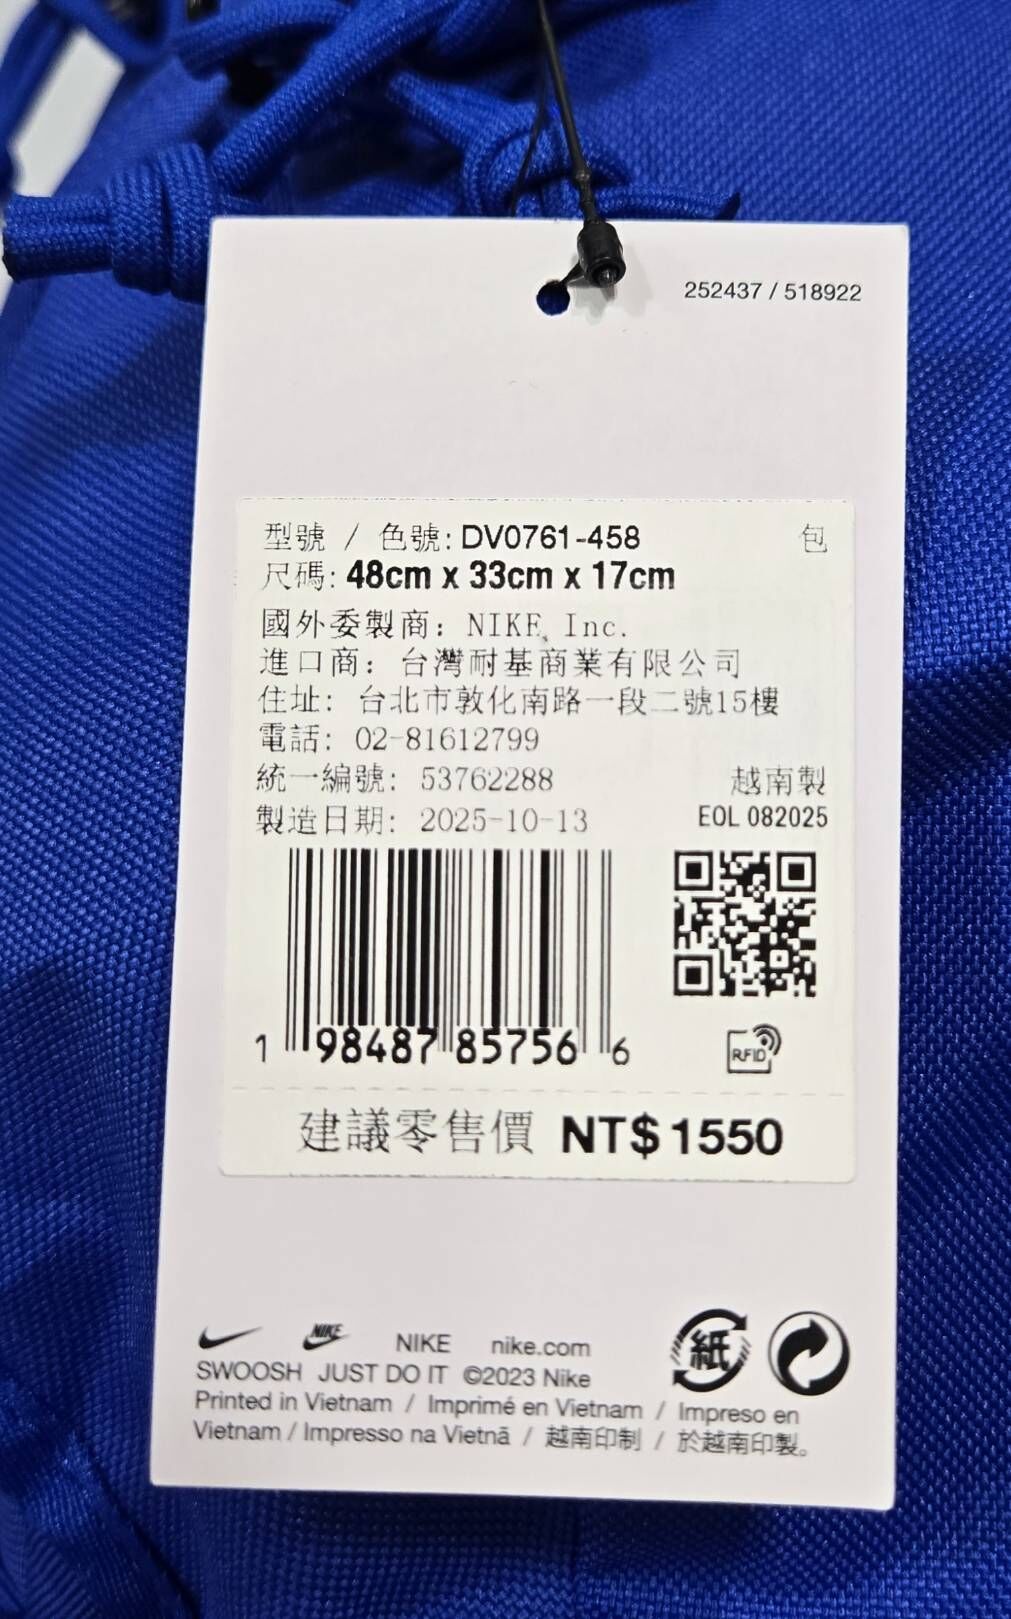 252437 / 518922
型號 / 色號: DV0761-458 包
尺碼: 48cm x 33cm x 17cm
國外委製商: NIKE, Inc.
進口商: 台灣耐基商業有限公司
住址: 台北市敦化南路一段二號15樓
電話: 02-81612799
統一編號: 53762288 越南製
製造日期: 2025-10-13 EOL 082025
1 98487 85756 6
RFID
建議零售價 NT$1550
NIKE NIKE nike.com
SWOOSH JUST DO IT ©2023 Nike
Printed in Vietnam / Imprimé en Vietnam / Impreso en
Vietnam / Impresso na Vietnã / 越南印制 / 於越南印製。
紙